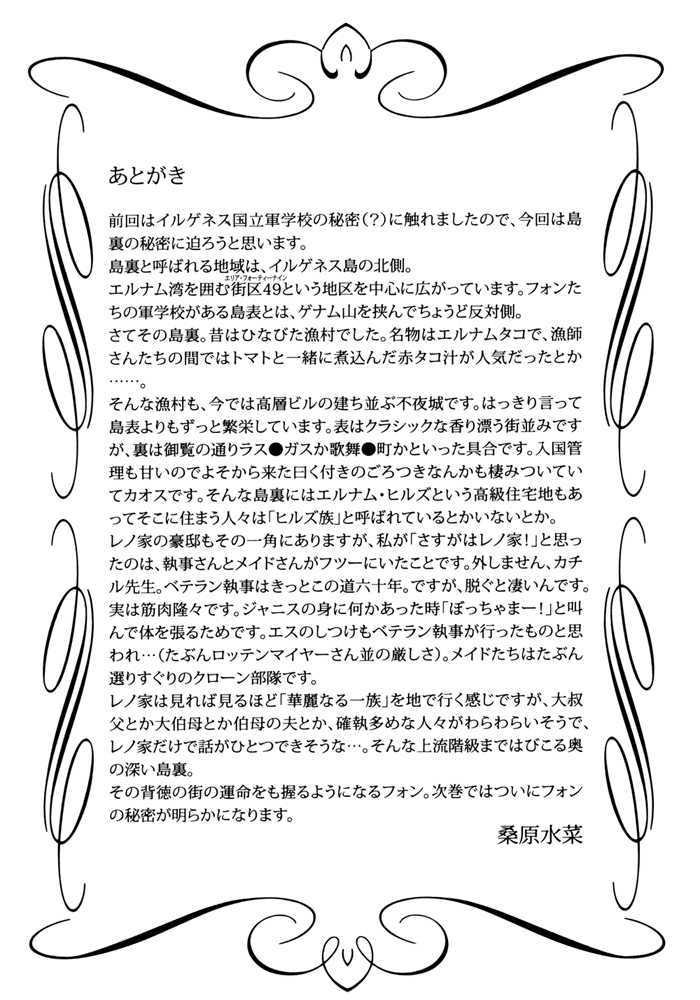 あとがき
前回はイルゲネス国立軍学校の秘密(？)に触れましたので、今回は島
裏の秘密に迫ろうと思います。
島裏と呼ばれる地域は、イルゲネス島の北側。
エリア・フォーティーナイン
エルナム湾を囲む街区49という地区を中心に広がっています。フォンた
ちの軍学校がある島表とは、ゲナム山を挟んでちょうど反対側。
さてその島裏。昔はひなびた漁村でした。名物はエルナムタコで、漁師
さんたちの間ではトマトと一緒に煮込んだ赤タコ汁が人気だったとか
……。
そんな漁村も、今では高層ビルの建ち並ぶ不夜城です。はっきり言って
島表よりもずっと繁栄しています。表はクラシックな香り漂う街並みです
が、裏は御覧の通りラス●ガスか歌舞●町かといった具合です。入国管
理も甘いのでよそから来た曰く付きのごろつきなんかも棲みついてい
てカオスです。そんな島裏にはエルナム・ヒルズという高級住宅地もあ
ってそこに住まう人々は「ヒルズ族」と呼ばれているとかいないとか。
レノ家の豪邸もその一角にありますが、私が「さすがはレノ家！」と思っ
たのは、執事さんとメイドさんがフツーにいたことです。外しません、カチ
ル先生。ベテラン執事はきっとこの道六十年。ですが、脱ぐと凄いんです。
実は筋肉隆々です。ジャニスの身に何かあった時「ぼっちゃまー！」と叫
んで体を張るためです。エスのしつけもベテラン執事が行ったものと思
われ…（たぶんロッテンマイヤーさん並の厳しさ）。メイドたちはたぶん
選りすぐりのクローン部隊です。
レノ家は見れば見るほど「華麗なる一族」を地で行く感じですが、大叔
父とか大伯母とか伯母の夫とか、確執多めな人々がわらわらいそうで、
レノ家だけで話がひとつできそうな…。そんな上流階級まではびこる奥
の深い島裏。
その背徳の街の運命をも握るようになるフォン。次巻ではついにフォン
の秘密が明らかになります。
桑原水菜